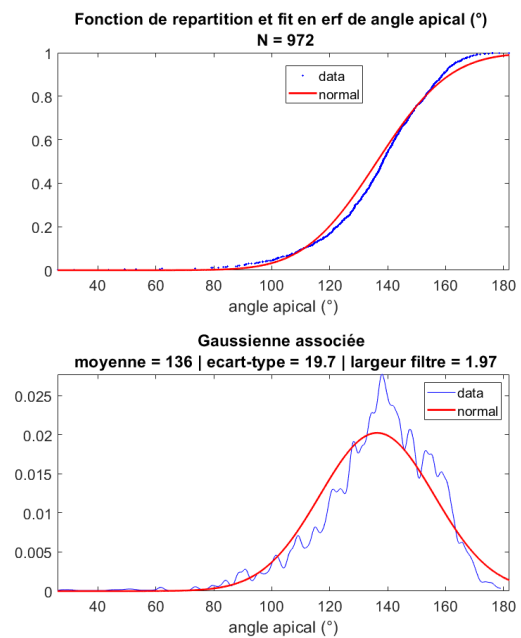 Fonction de repartition et fit en erf de angle apical (°)
N = 972
1
0.8
0.6
0.4
0.2
0
data
normal
40 60 80 100 120 140 160 180
angle apical (°)
Gaussienne associée
moyenne = 136 | ecart-type = 19.7 | largeur filtre = 1.97
0.025
0.02
0.015
0.01
0.005
0
data
normal
40 60 80 100 120 140 160 180
angle apical (°)